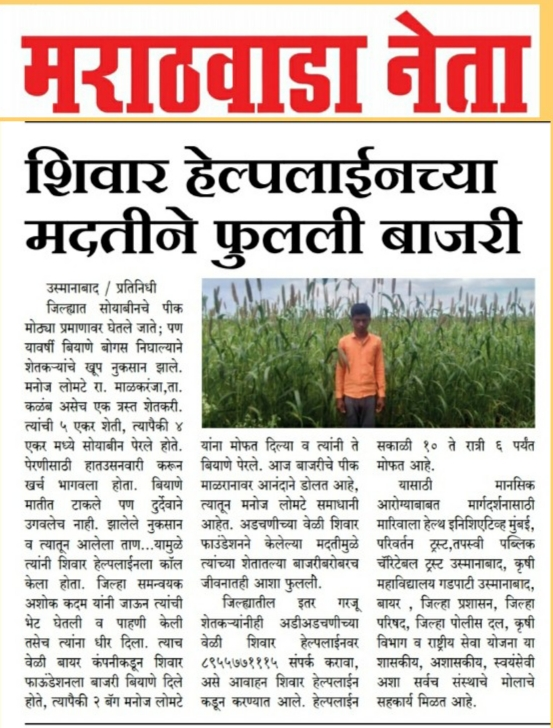 मराठवाडा नेता
शिवार हेल्पलाईनच्या
मदतीने फुलली बाजरी
उस्मानाबाद / प्रतिनिधी
जिल्ह्यात सोयाबीनचे पीक
मोठ्या प्रमाणावर घेतले जाते; पण
यावर्षी बियाणे बोगस निघाल्याने
शेतकऱ्यांचे खूप नुकसान झाले.
मनोज लोमटे रा. माळकरंजा,ता.
कळंब असेच एक त्रस्त शेतकरी.
त्यांची ५ एकर शेती, त्यापैकी ४
एकर मध्ये सोयाबीन पेरले होते.
पेरणीसाठी हातउसनवारी करून
खर्च भागवला होता. बियाणे
मातीत टाकले पण दुर्देवाने
उगवलेच नाही. झालेले नुकसान
व त्यातून आलेला ताण...यामुळे
त्यांनी शिवार हेल्पलाईनला कॉल
केला होता. जिल्हा समन्वयक
अशोक कदम यांनी जाऊन त्यांची
भेट घेतली व पाहणी केली
तसेच त्यांना धीर दिला. त्याच
वेळी बायर कंपनीकडून शिवार
फाऊंडेशनला बाजरी बियाणे दिले
होते, त्यापैकी २ बॅग मनोज लोमटे
यांना मोफत दिल्या व त्यांनी ते
बियाणे पेरले. आज बाजरीचे पीक
माळरानावर आनंदाने डोलत आहे,
त्यातून मनोज लोमटे समाधानी
आहेत. अडचणीच्या वेळी शिवार
फाउंडेशनने केलेल्या मदतीमुळे
त्यांच्या शेतातल्या बाजरीबरोबरच
जीवनातही आशा फुलली.
जिल्ह्यातील इतर गरजू
शेतकऱ्यांनीही अडीअडचणीच्या
वेळी शिवार हेल्पलाईनवर
८९५५७७१११५ संपर्क करावा,
असे आवाहन शिवार हेल्पलाईन
कडून करण्यात आले. हेल्पलाईन
सकाळी १० ते रात्री ६ पर्यंत
मोफत आहे.
यासाठी मानसिक
आरोग्याबाबत मार्गदर्शनासाठी
मारिवाला हेल्थ इनिशिएटिव्ह मुंबई,
परिवर्तन ट्रस्ट,तपस्वी पब्लिक
चॅरिटेबल ट्रस्ट उस्मानाबाद, कृषी
महाविद्यालय गडपाटी उस्मानाबाद,
बायर , जिल्हा प्रशासन, जिल्हा
परिषद, जिल्हा पोलीस दल, कृषी
विभाग व राष्ट्रीय सेवा योजना या
शासकीय, अशासकीय, स्वयंसेवी
अशा सर्वच संस्थाचे मोलाचे
सहकार्य मिळत आहे.